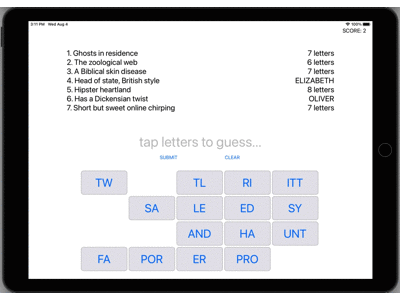 3:11 PM Wed Aug 4 100%
SCORE: 2
1. Ghosts in residence 7 letters
2. The zoological web 6 letters
3. A Biblical skin disease 7 letters
4. Head of state, British style ELIZABETH
5. Hipster heartland 8 letters
6. Has a Dickensian twist OLIVER
7. Short but sweet online chirping 7 letters
tap letters to guess...
SUBMIT CLEAR
TW TL RI ITT
SA LE ED SY
AND HA UNT
FA POR ER PRO